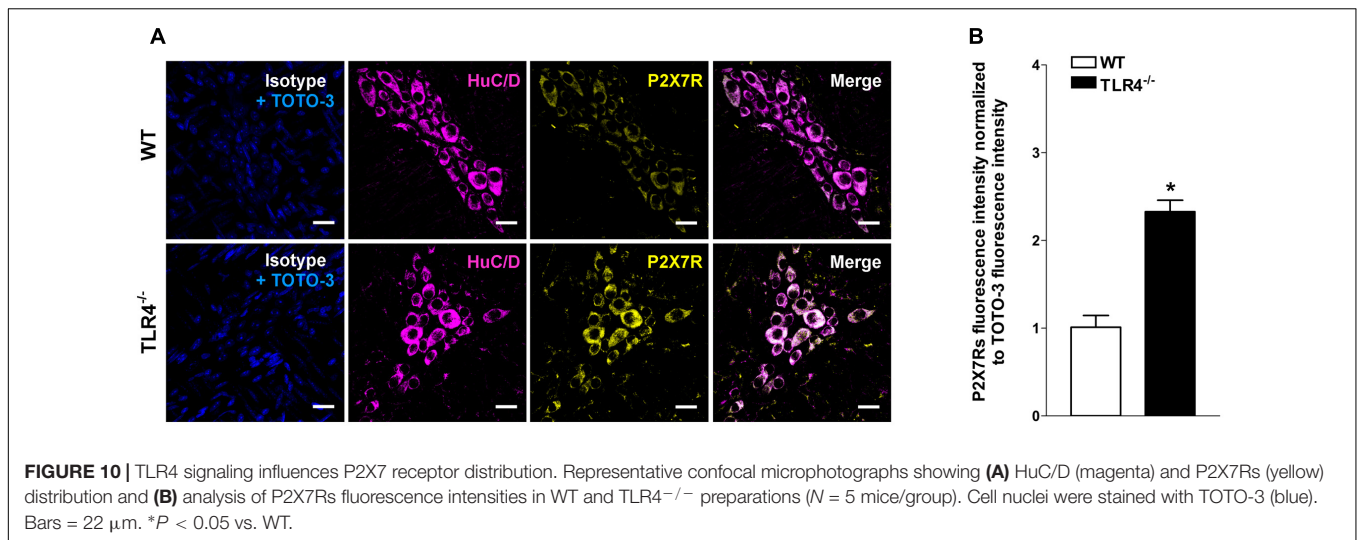 A
Isotype
+ TOTO-3
HuC/D
P2X7R
Merge
WT
Isotype
+ TOTO-3
HuC/D
P2X7R
Merge
TLR4-/-
B
WT
TLR4-/-
P2X7Rs fluorescence intensity normalized
to TOTO-3 fluorescence intensity
4
3
2
1
0
*
FIGURE 10 | TLR4 signaling influences P2X7 receptor distribution. Representative confocal microphotographs showing (A) HuC/D (magenta) and P2X7Rs (yellow)
distribution and (B) analysis of P2X7Rs fluorescence intensities in WT and TLR4−/− preparations (N = 5 mice/group). Cell nuclei were stained with TOTO-3 (blue).
Bars = 22 μm. *P < 0.05 vs. WT.